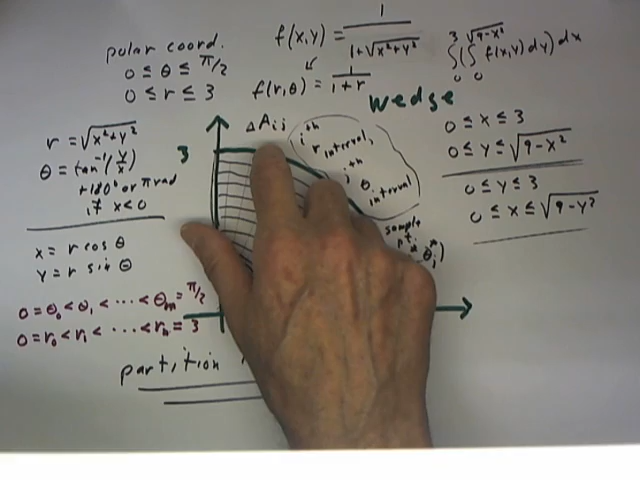 polar coord.
0 ≤ θ ≤ π/2
0 ≤ r ≤ 3
f(x,y) = 1/(1+√(x²+y²))
f(r,θ) = 1/(1+r)
∫₀³(∫₀^√(9-x²) f(x,y) dy) dx
wedge
0 ≤ x ≤ 3
0 ≤ y ≤ √(9-x²)
0 ≤ y ≤ 3
0 ≤ x ≤ √(9-y²)
r = √(x²+y²)
θ = tan⁻¹(y/x)
+180° or π rad
if x<0
x = r cos θ
y = r sin θ
0=θ₀<θ₁<···<θₘ=π/2
0=r₀<r₁<···<rₙ=3
partition
3
ΔAij
iᵗʰ
r interval,
jᵗʰ
θ interval
sample
pt.
θj*)